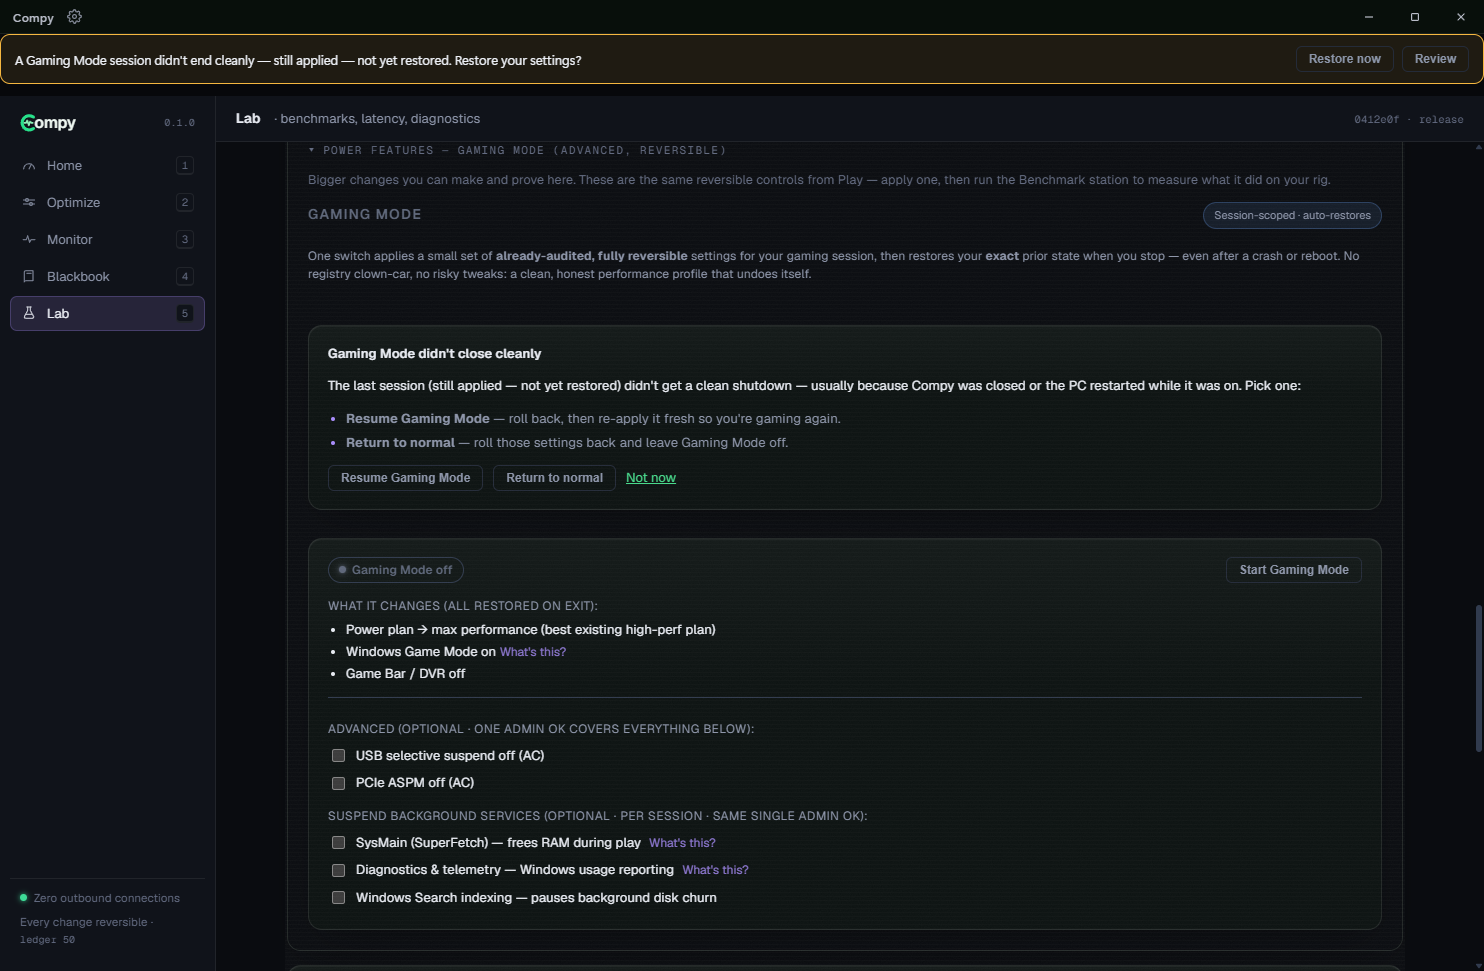 Compy
A Gaming Mode session didn't end cleanly — still applied — not yet restored. Restore your settings?
Restore now
Review
Compy
0.1.0
Home 1
Optimize 2
Monitor 3
Blackbook 4
Lab 5
Zero outbound connections
Every change reversible ·
ledger 50
Lab · benchmarks, latency, diagnostics
0412e0f · release
▾ POWER FEATURES — GAMING MODE (ADVANCED, REVERSIBLE)
Bigger changes you can make and prove here. These are the same reversible controls from Play — apply one, then run the Benchmark station to measure what it did on your rig.
GAMING MODE
Session-scoped · auto-restores
One switch applies a small set of already-audited, fully reversible settings for your gaming session, then restores your exact prior state when you stop — even after a crash or reboot. No
registry clown-car, no risky tweaks: a clean, honest performance profile that undoes itself.
Gaming Mode didn't close cleanly
The last session (still applied — not yet restored) didn't get a clean shutdown — usually because Compy was closed or the PC restarted while it was on. Pick one:
• Resume Gaming Mode — roll back, then re-apply it fresh so you're gaming again.
• Return to normal — roll those settings back and leave Gaming Mode off.
Resume Gaming Mode
Return to normal
Not now
Gaming Mode off
Start Gaming Mode
WHAT IT CHANGES (ALL RESTORED ON EXIT):
• Power plan → max performance (best existing high-perf plan)
• Windows Game Mode on What's this?
• Game Bar / DVR off
ADVANCED (OPTIONAL · ONE ADMIN OK COVERS EVERYTHING BELOW):
USB selective suspend off (AC)
PCIe ASPM off (AC)
SUSPEND BACKGROUND SERVICES (OPTIONAL · PER SESSION · SAME SINGLE ADMIN OK):
SysMain (SuperFetch) — frees RAM during play What's this?
Diagnostics & telemetry — Windows usage reporting What's this?
Windows Search indexing — pauses background disk churn